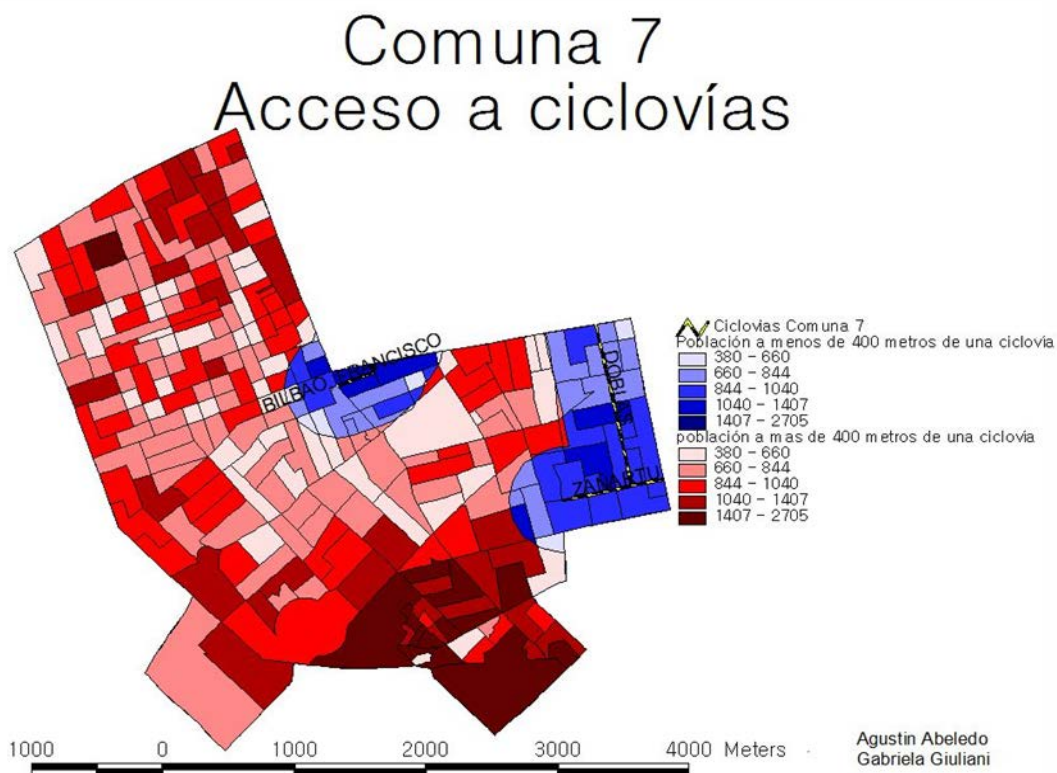 Comuna 7
Acceso a ciclovías
BILBAO, FRANCISCO
DOBLAS
ZAÑARTU
Ciclovias Comuna 7
Población a menos de 400 metros de una ciclovia
380 - 660
660 - 844
844 - 1040
1040 - 1407
1407 - 2705
población a mas de 400 metros de una ciclovia
380 - 660
660 - 844
844 - 1040
1040 - 1407
1407 - 2705
1000 0 1000 2000 3000 4000 Meters
Agustin Abeledo
Gabriela Giuliani